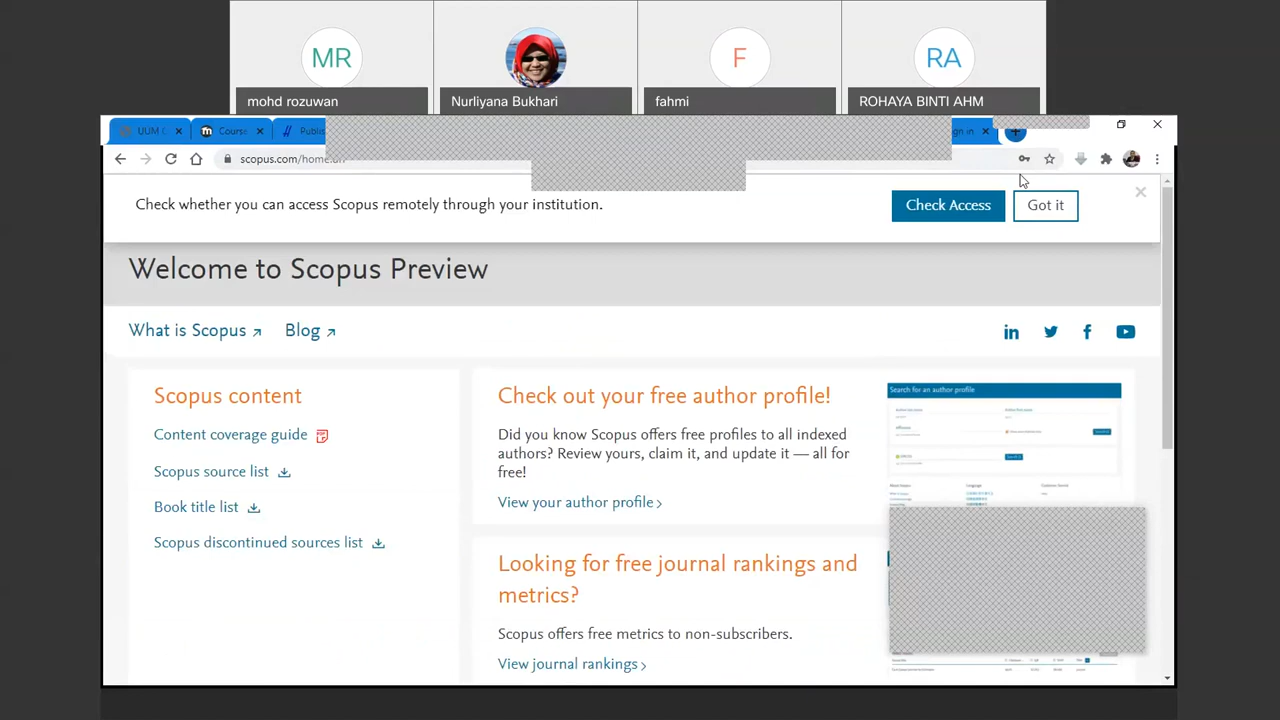 MR
F
RA
mohd rozuwan
Nurliyana Bukhari
fahmi
ROHAYA BINTI AHM
UUM
Course
Publis
in
scopus.com/home.uri
Check whether you can access Scopus remotely through your institution.
Check Access
Got it
Welcome to Scopus Preview
What is Scopus
Blog
Scopus content
Content coverage guide
Scopus source list
Book title list
Scopus discontinued sources list
Check out your free author profile!
Did you know Scopus offers free profiles to all indexed
authors? Review yours, claim it, and update it — all for
free!
View your author profile
Search for an author profile
Looking for free journal rankings and
metrics?
Scopus offers free metrics to non-subscribers.
View journal rankings